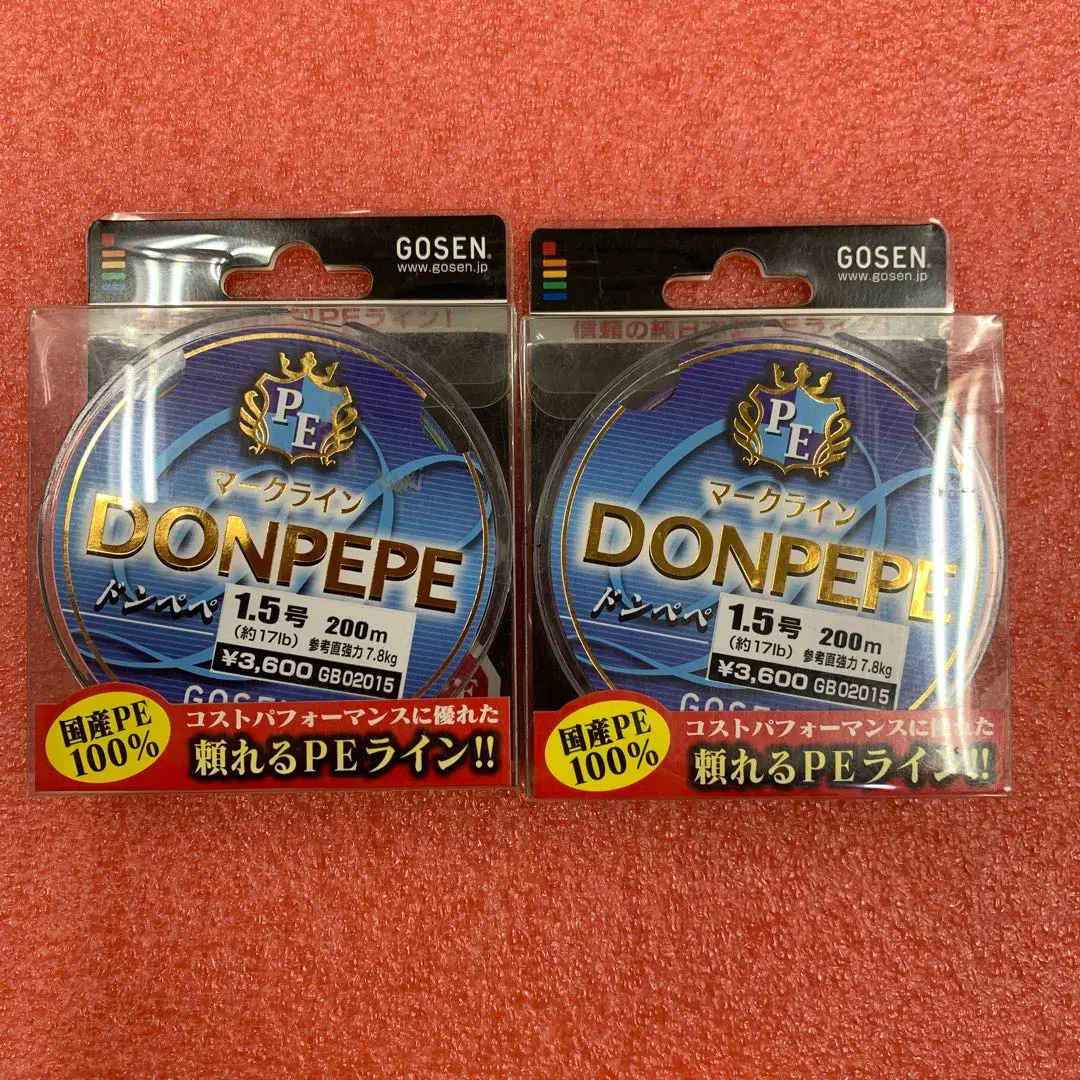 GOSEN
www.gosen.jp
PEライン!
PE
マークライン
DONPEPE
ドンペペ
1.5号 200m
(約17lb) 参考直強力 7.8kg
¥3,600 GB02015
GOSE
国産PE
100%
コストパフォーマンスに優れた
頼れるPEライン!!
GOSEN
www.gosen.jp
信頼の純日
PE
マークライン
DONPEPE
ドンペペ
1.5号 200m
(約17lb) 参考直強力 7.8kg
¥3,600 GB02015
国産PE
100%
コストパフォーマンスに優れた
頼れるPEライン!!